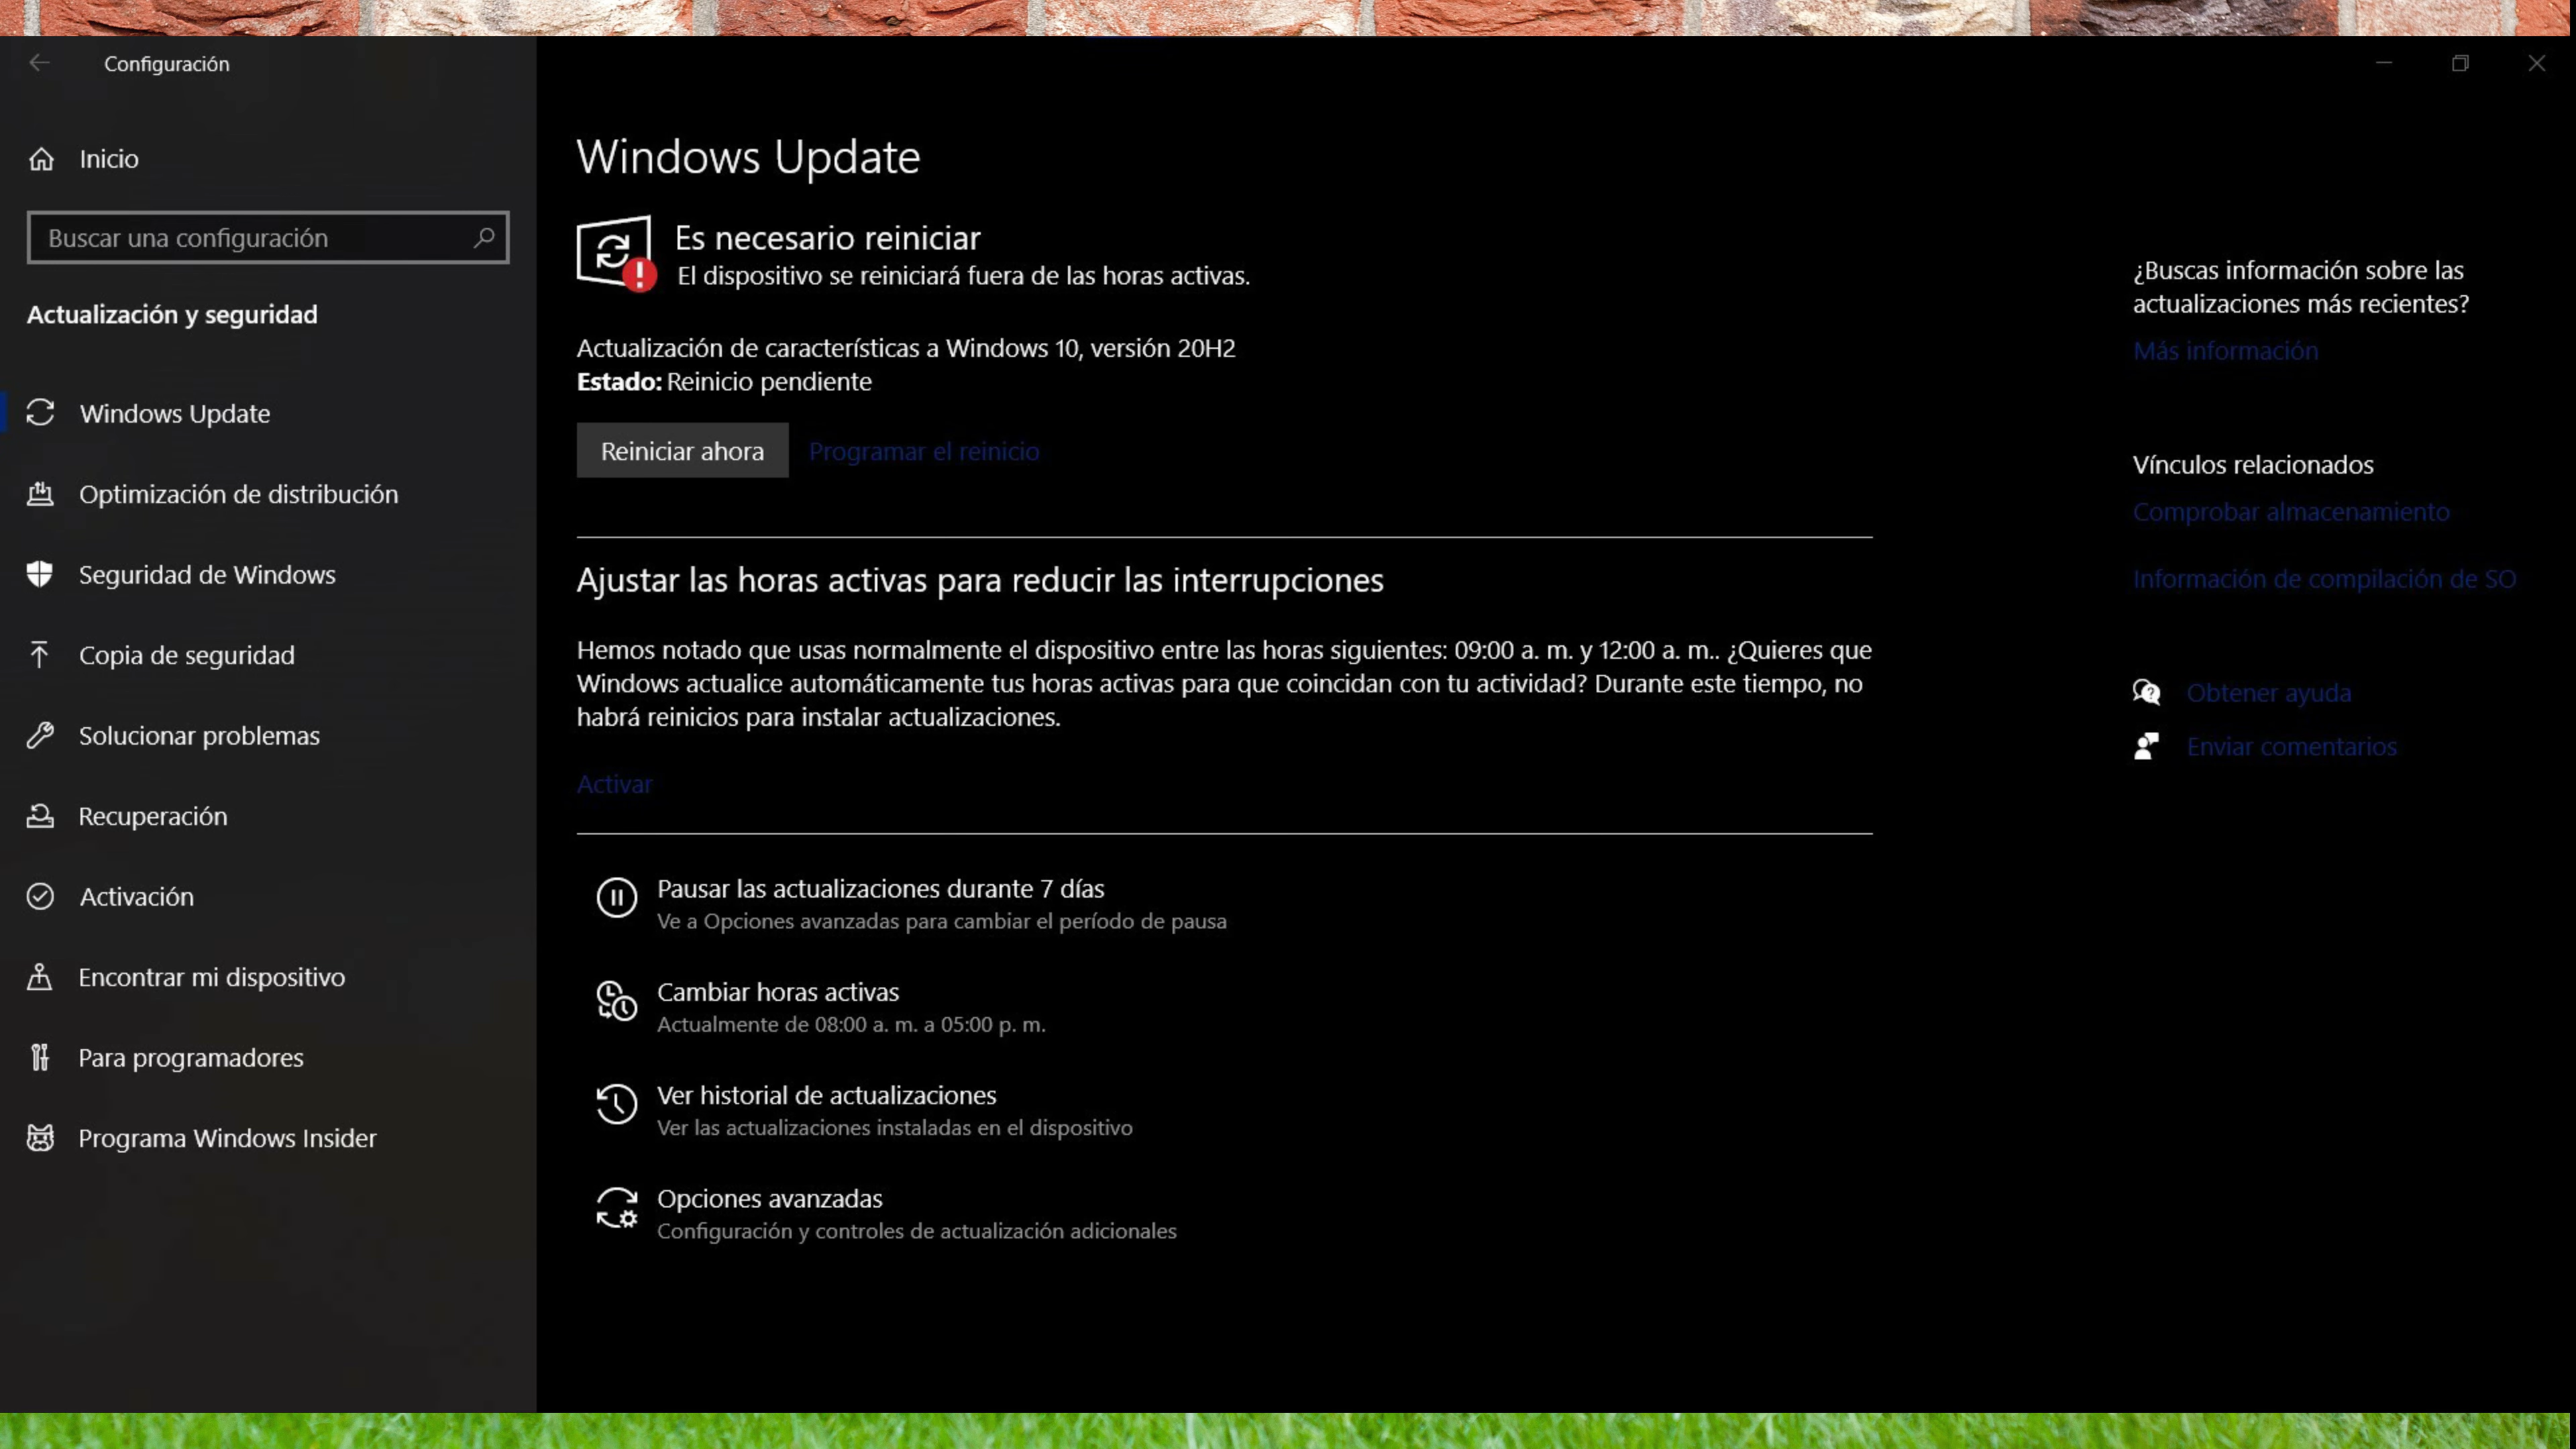 Configuración
Inicio
Buscar una configuración
Actualización y seguridad
Windows Update
Optimización de distribución
Seguridad de Windows
Copia de seguridad
Solucionar problemas
Recuperación
Activación
Encontrar mi dispositivo
Para programadores
Programa Windows Insider
Windows Update
Es necesario reiniciar
El dispositivo se reiniciará fuera de las horas activas.
Actualización de características a Windows 10, versión 20H2
Estado: Reinicio pendiente
Reiniciar ahora
Programar el reinicio
Ajustar las horas activas para reducir las interrupciones
Hemos notado que usas normalmente el dispositivo entre las horas siguientes: 09:00 a. m. y 12:00 a. m.. ¿Quieres que
Windows actualice automáticamente tus horas activas para que coincidan con tu actividad? Durante este tiempo, no
habrá reinicios para instalar actualizaciones.
Activar
Pausar las actualizaciones durante 7 días
Ve a Opciones avanzadas para cambiar el período de pausa
Cambiar horas activas
Actualmente de 08:00 a. m. a 05:00 p. m.
Ver historial de actualizaciones
Ver las actualizaciones instaladas en el dispositivo
Opciones avanzadas
Configuración y controles de actualización adicionales
¿Buscas información sobre las
actualizaciones más recientes?
Más información
Vínculos relacionados
Comprobar almacenamiento
Información de compilación de SO
Obtener ayuda
Enviar comentarios